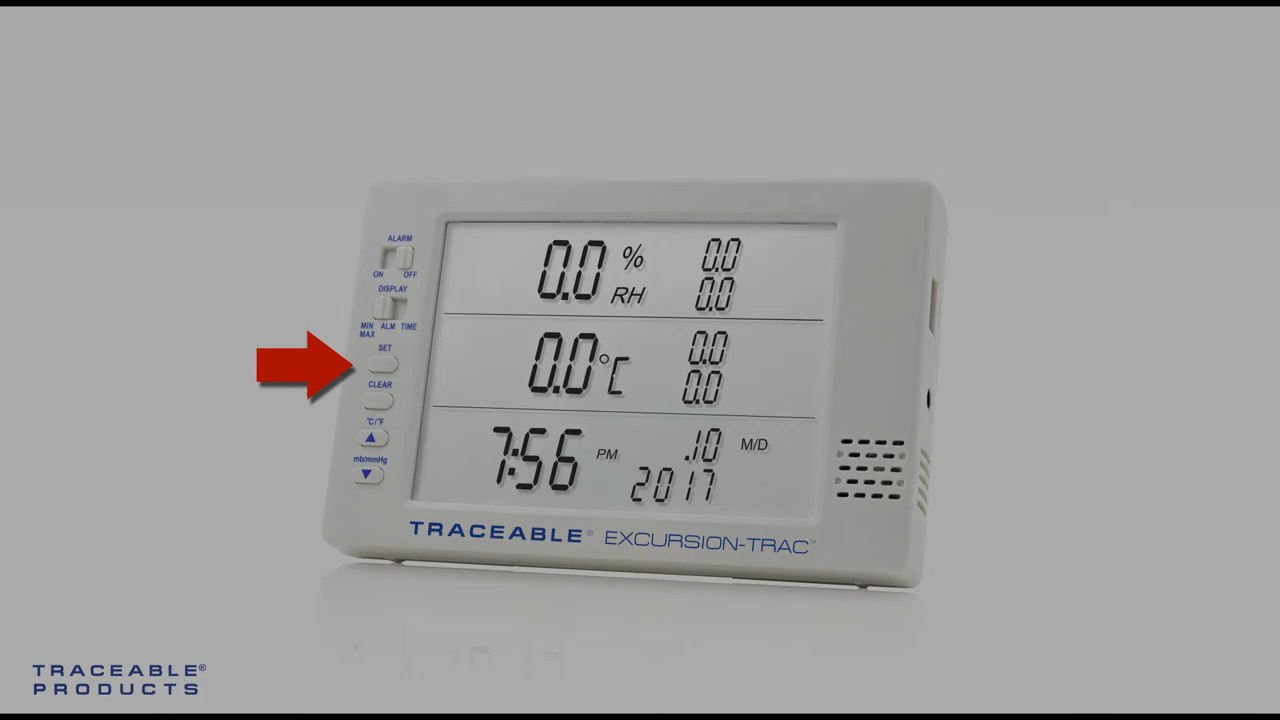 ALARM
ON OFF
DISPLAY
MIN MAX ALM TIME
SET
CLEAR
°C/°F
mb/mmHg
0.0 % RH 0.0
0.0
0.0 °C 0.0
0.0
7:56 PM .10 M/D
2017
TRACEABLE® EXCURSION-TRAC™
TRACEABLE®
PRODUCTS